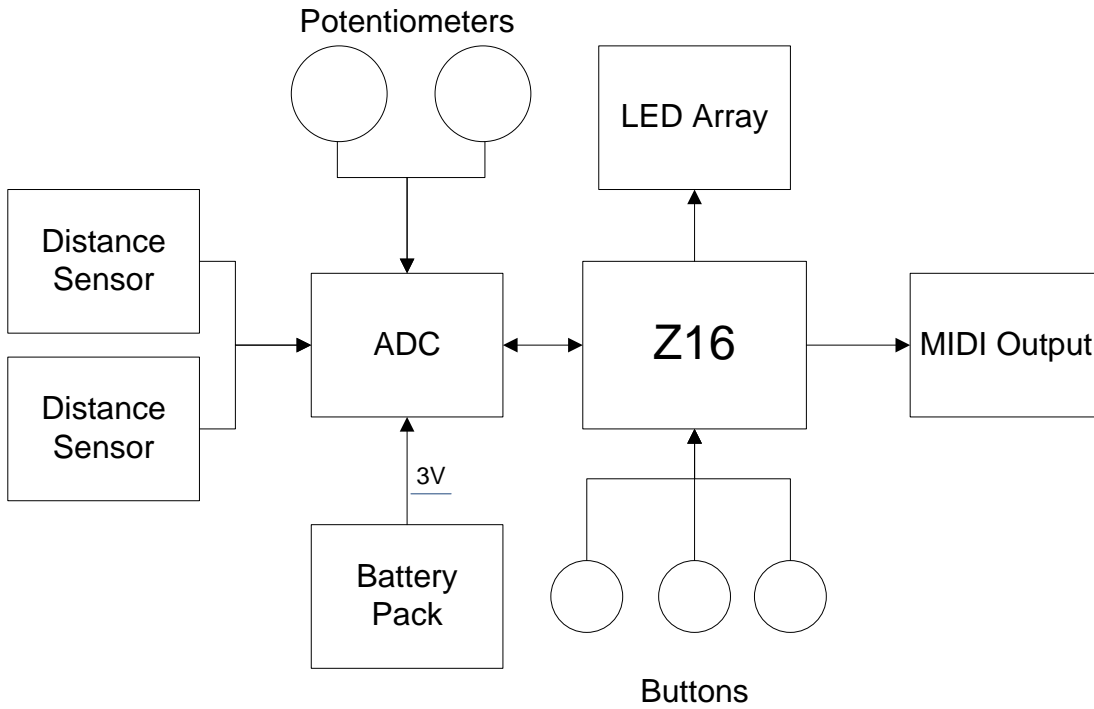 Potentiometers
LED Array
Distance
Sensor
ADC
Z16
MIDI Output
Distance
Sensor
3V
Battery
Pack
Buttons